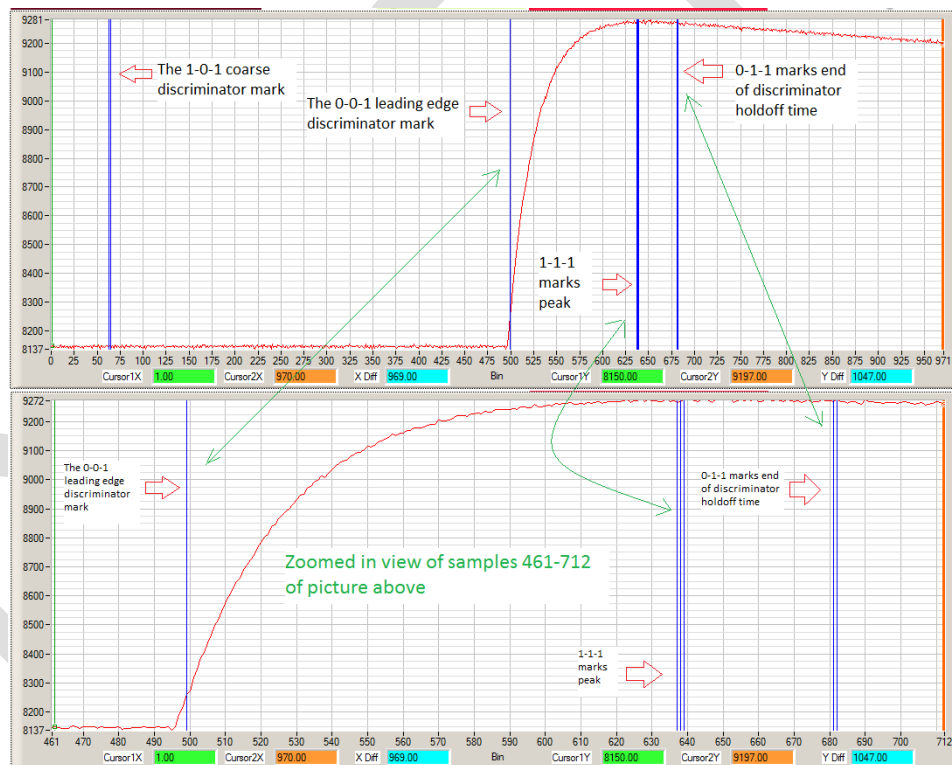 9281
9200
9100
9000
8900
8800
8700
8600
8500
8400
8300
8200
8137
The 1-0-1 coarse
discriminator mark
The 0-0-1 leading edge
discriminator mark
0-1-1 marks end
of discriminator
holdoff time
1-1-1
marks
peak
0 25 50 75 100 125 150 175 200 225 250 275 300 325 350 375 400 425 450 475 500 525 550 575 600 625 650 675 700 725 750 775 800 825 850 875 900 925 950 971
Cursor1X 1.00 Cursor2X 970.00 X Diff 969.00 Bin Cursor1Y 8150.00 Cursor2Y 9197.00 Y Diff 1047.00
9272
9200
9100
9000
8900
8800
8700
8600
8500
8400
8300
8200
8137
The 0-0-1
leading edge
discriminator
mark
0-1-1 marks end
of discriminator
holdoff time
Zoomed in view of samples 461-712
of picture above
1-1-1
marks
peak
461 470 480 490 500 510 520 530 540 550 560 570 580 590 600 610 620 630 640 650 660 670 680 690 700 712
Cursor1X 1.00 Cursor2X 970.00 X Diff 969.00 Bin Cursor1Y 8150.00 Cursor2Y 9197.00 Y Diff 1047.00